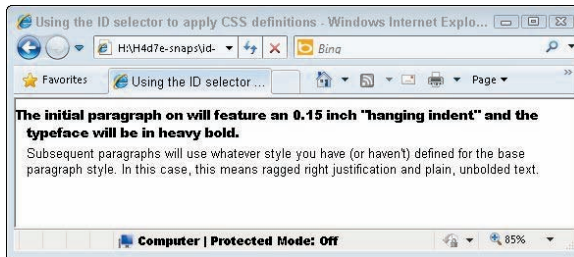 Using the ID selector to apply CSS definitions - Windows Internet Explo...
H:\H4d7e-snaps\id- Bing
Favorites Using the ID selector ... Page
The initial paragraph on will feature an 0.15 inch "hanging indent" and the
typeface will be in heavy bold.
Subsequent paragraphs will use whatever style you have (or haven't) defined for the base
paragraph style. In this case, this means ragged right justification and plain, unbolded text.
Computer | Protected Mode: Off 85%